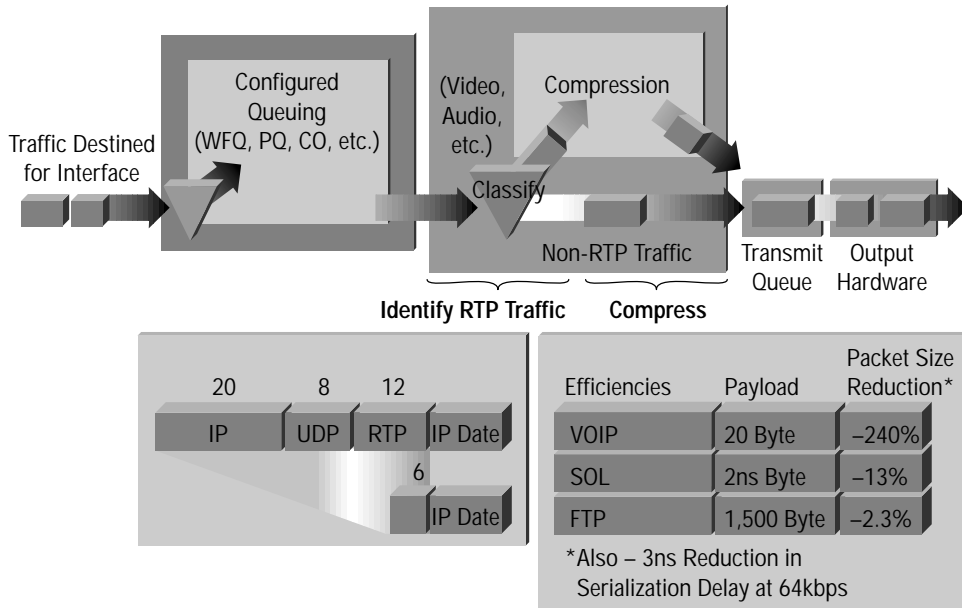 Configured
Queuing
(WFQ, PQ, CO, etc.)
(Video,
Audio,
etc.)
Compression
Traffic Destined
for Interface
Classify
Non-RTP Traffic
Transmit
Queue
Output
Hardware
Identify RTP Traffic
Compress
20
8
12
IP
UDP
RTP
IP Date
6
IP Date
Efficiencies
Payload
Packet Size
Reduction*
VOIP
20 Byte
–240%
SOL
2ns Byte
–13%
FTP
1,500 Byte
–2.3%
*Also – 3ns Reduction in
Serialization Delay at 64kbps